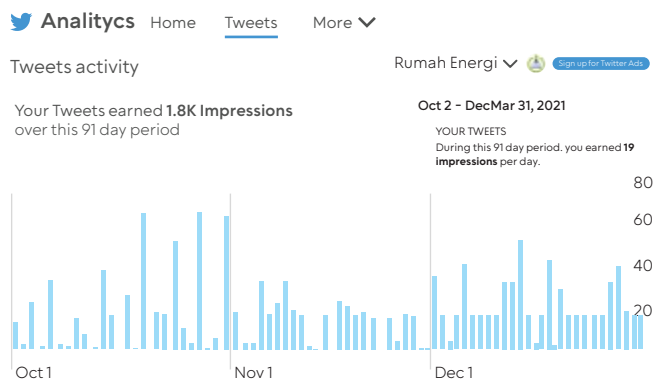 Analitycs Home Tweets More
Tweets activity
Rumah Energi Sign up for Twitter Ads
Your Tweets earned 1.8K Impressions
over this 91 day period
Oct 2 - DecMar 31, 2021
YOUR TWEETS
During this 91 day period. you earned 19
impressions per day.
80
60
40
20
Oct 1 Nov 1 Dec 1